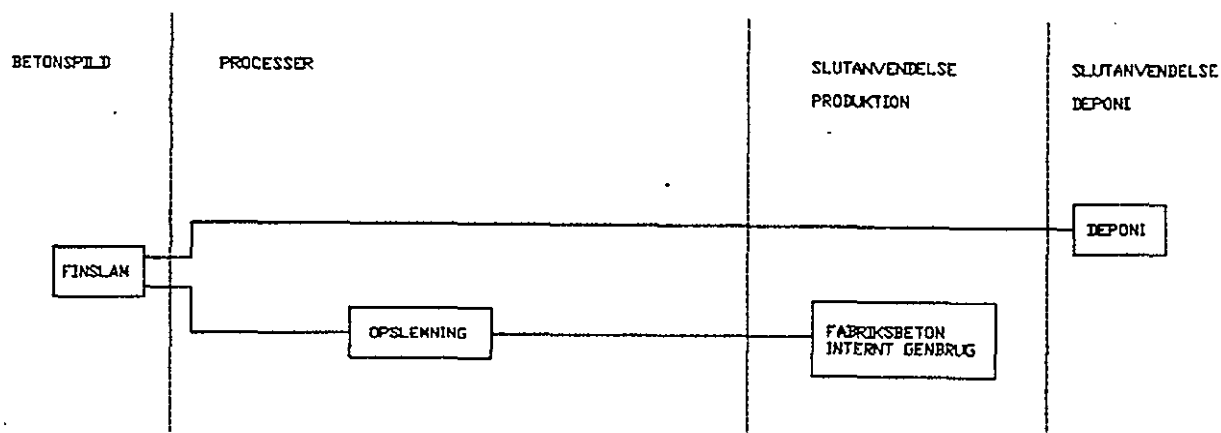 BETONSPILD
PROCESSER
SLUTANVENDELSE
PRODUKTION
SLUTANVENDELSE
DEPONI
DEPONI
FINSLAM
OPSLEMNING
FABRIKSBETON
INTERNT GENBRUG